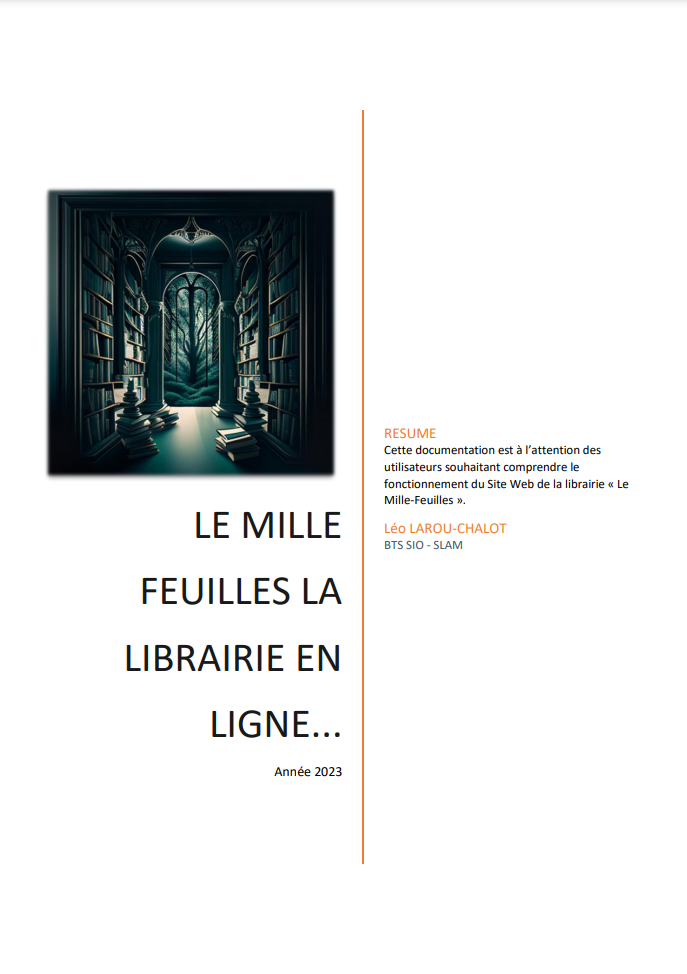 LE MILLE
FEUILLES LA
LIBRAIRIE EN
LIGNE...
Année 2023
RESUME
Cette documentation est à l’attention des
utilisateurs souhaitant comprendre le
fonctionnement du Site Web de la librairie « Le
Mille-Feuilles ».
Léo LAROU-CHALOT
BTS SIO - SLAM